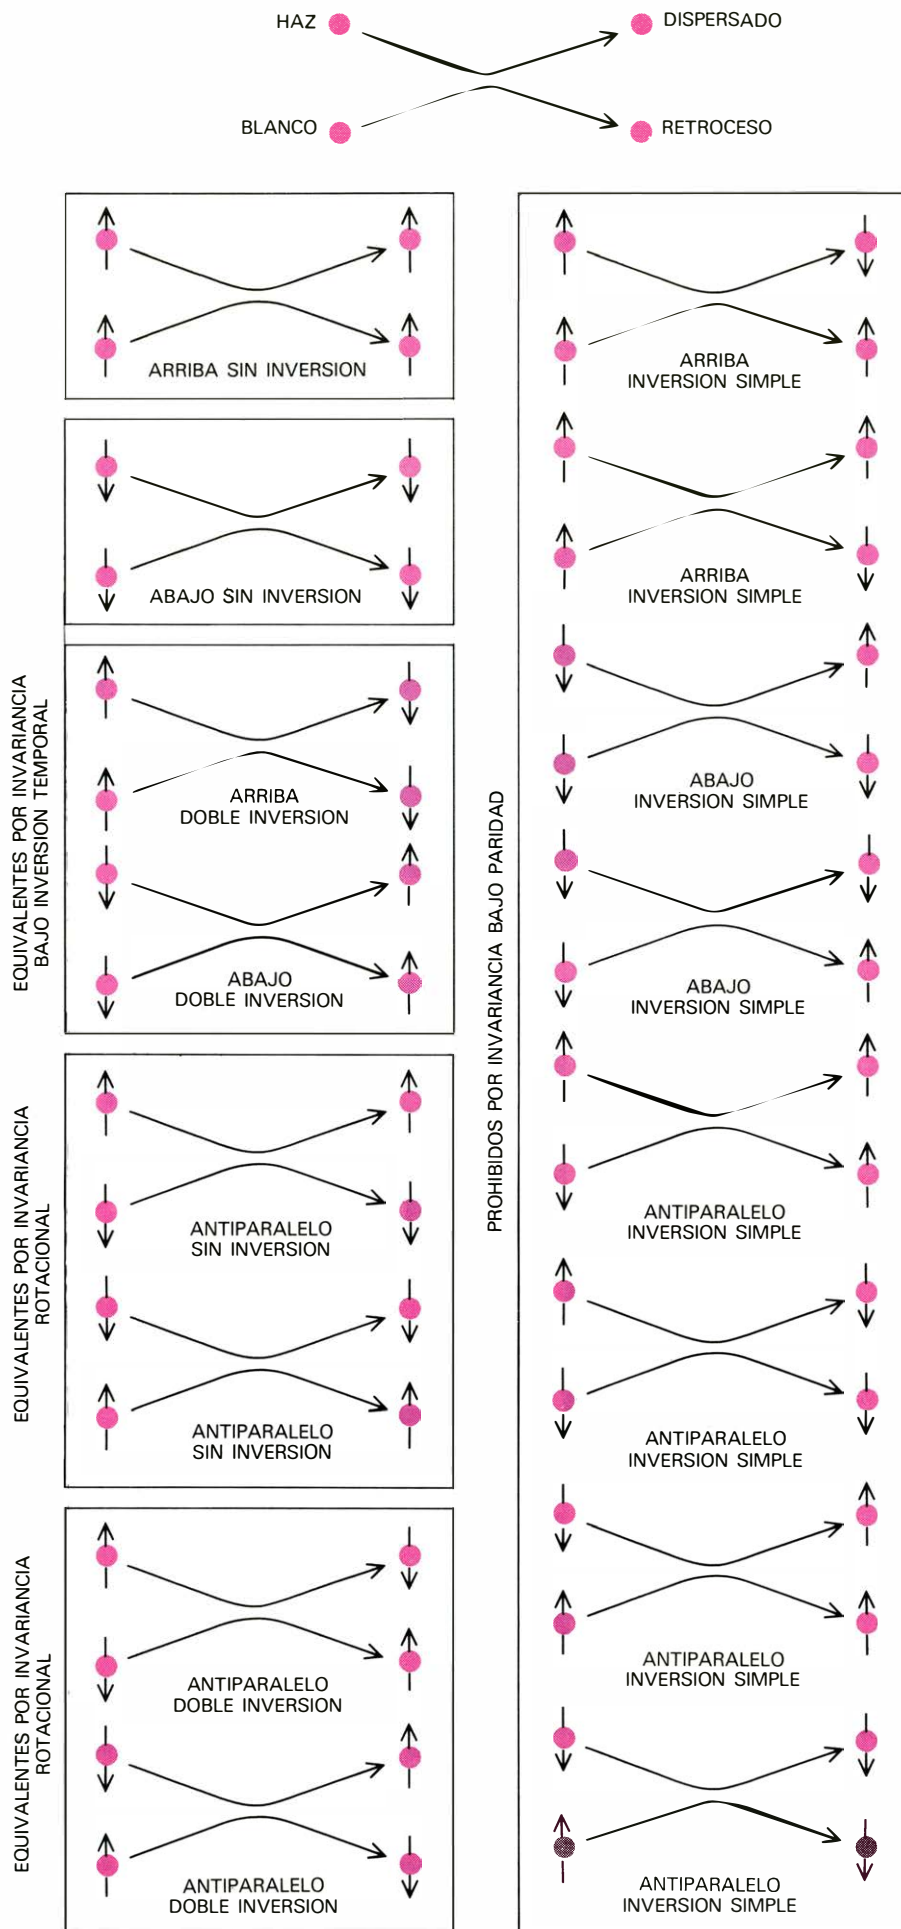 HAZ
DISPERSADO
BLANCO
RETROCESO
ARRIBA SIN INVERSION
ABAJO SIN INVERSION
EQUIVALENTES POR INVARIANCIA
BAJO INVERSION TEMPORAL
ARRIBA
DOBLE INVERSION
ABAJO
DOBLE INVERSION
EQUIVALENTES POR INVARIANCIA
ROTACIONAL
ANTIPARALELO
SIN INVERSION
ANTIPARALELO
SIN INVERSION
EQUIVALENTES POR INVARIANCIA
ROTACIONAL
ANTIPARALELO
DOBLE INVERSION
ANTIPARALELO
DOBLE INVERSION
PROHIBIDOS POR INVARIANCIA BAJO PARIDAD
ARRIBA
INVERSION SIMPLE
ARRIBA
INVERSION SIMPLE
ABAJO
INVERSION SIMPLE
ABAJO
INVERSION SIMPLE
ANTIPARALELO
INVERSION SIMPLE
ANTIPARALELO
INVERSION SIMPLE
ANTIPARALELO
INVERSION SIMPLE
ANTIPARALELO
INVERSION SIMPLE